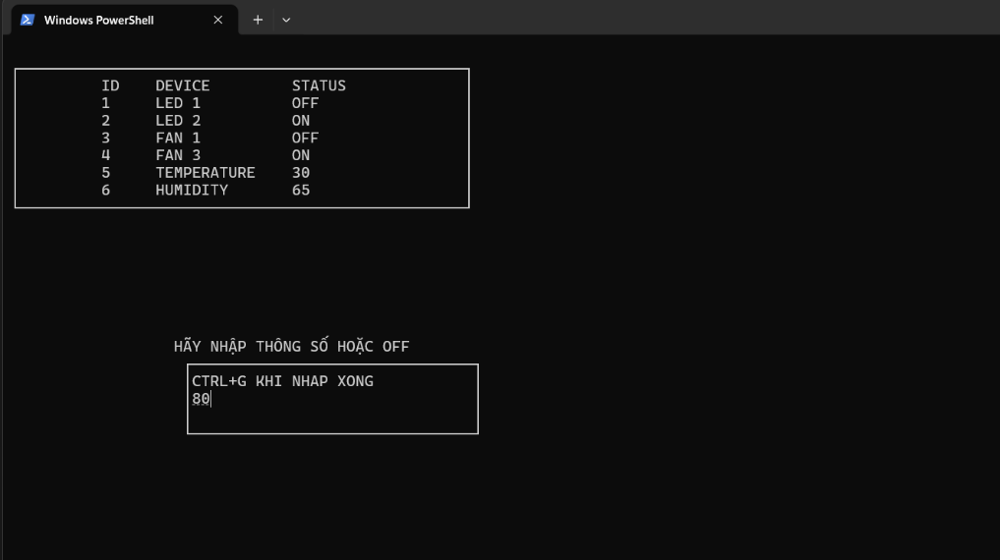 Windows PowerShell
ID DEVICE STATUS
1 LED 1 OFF
2 LED 2 ON
3 FAN 1 OFF
4 FAN 3 ON
5 TEMPERATURE 30
6 HUMIDITY 65
HÃY NHẬP THÔNG SỐ HOẶC OFF
CTRL+G KHI NHAP XONG
80